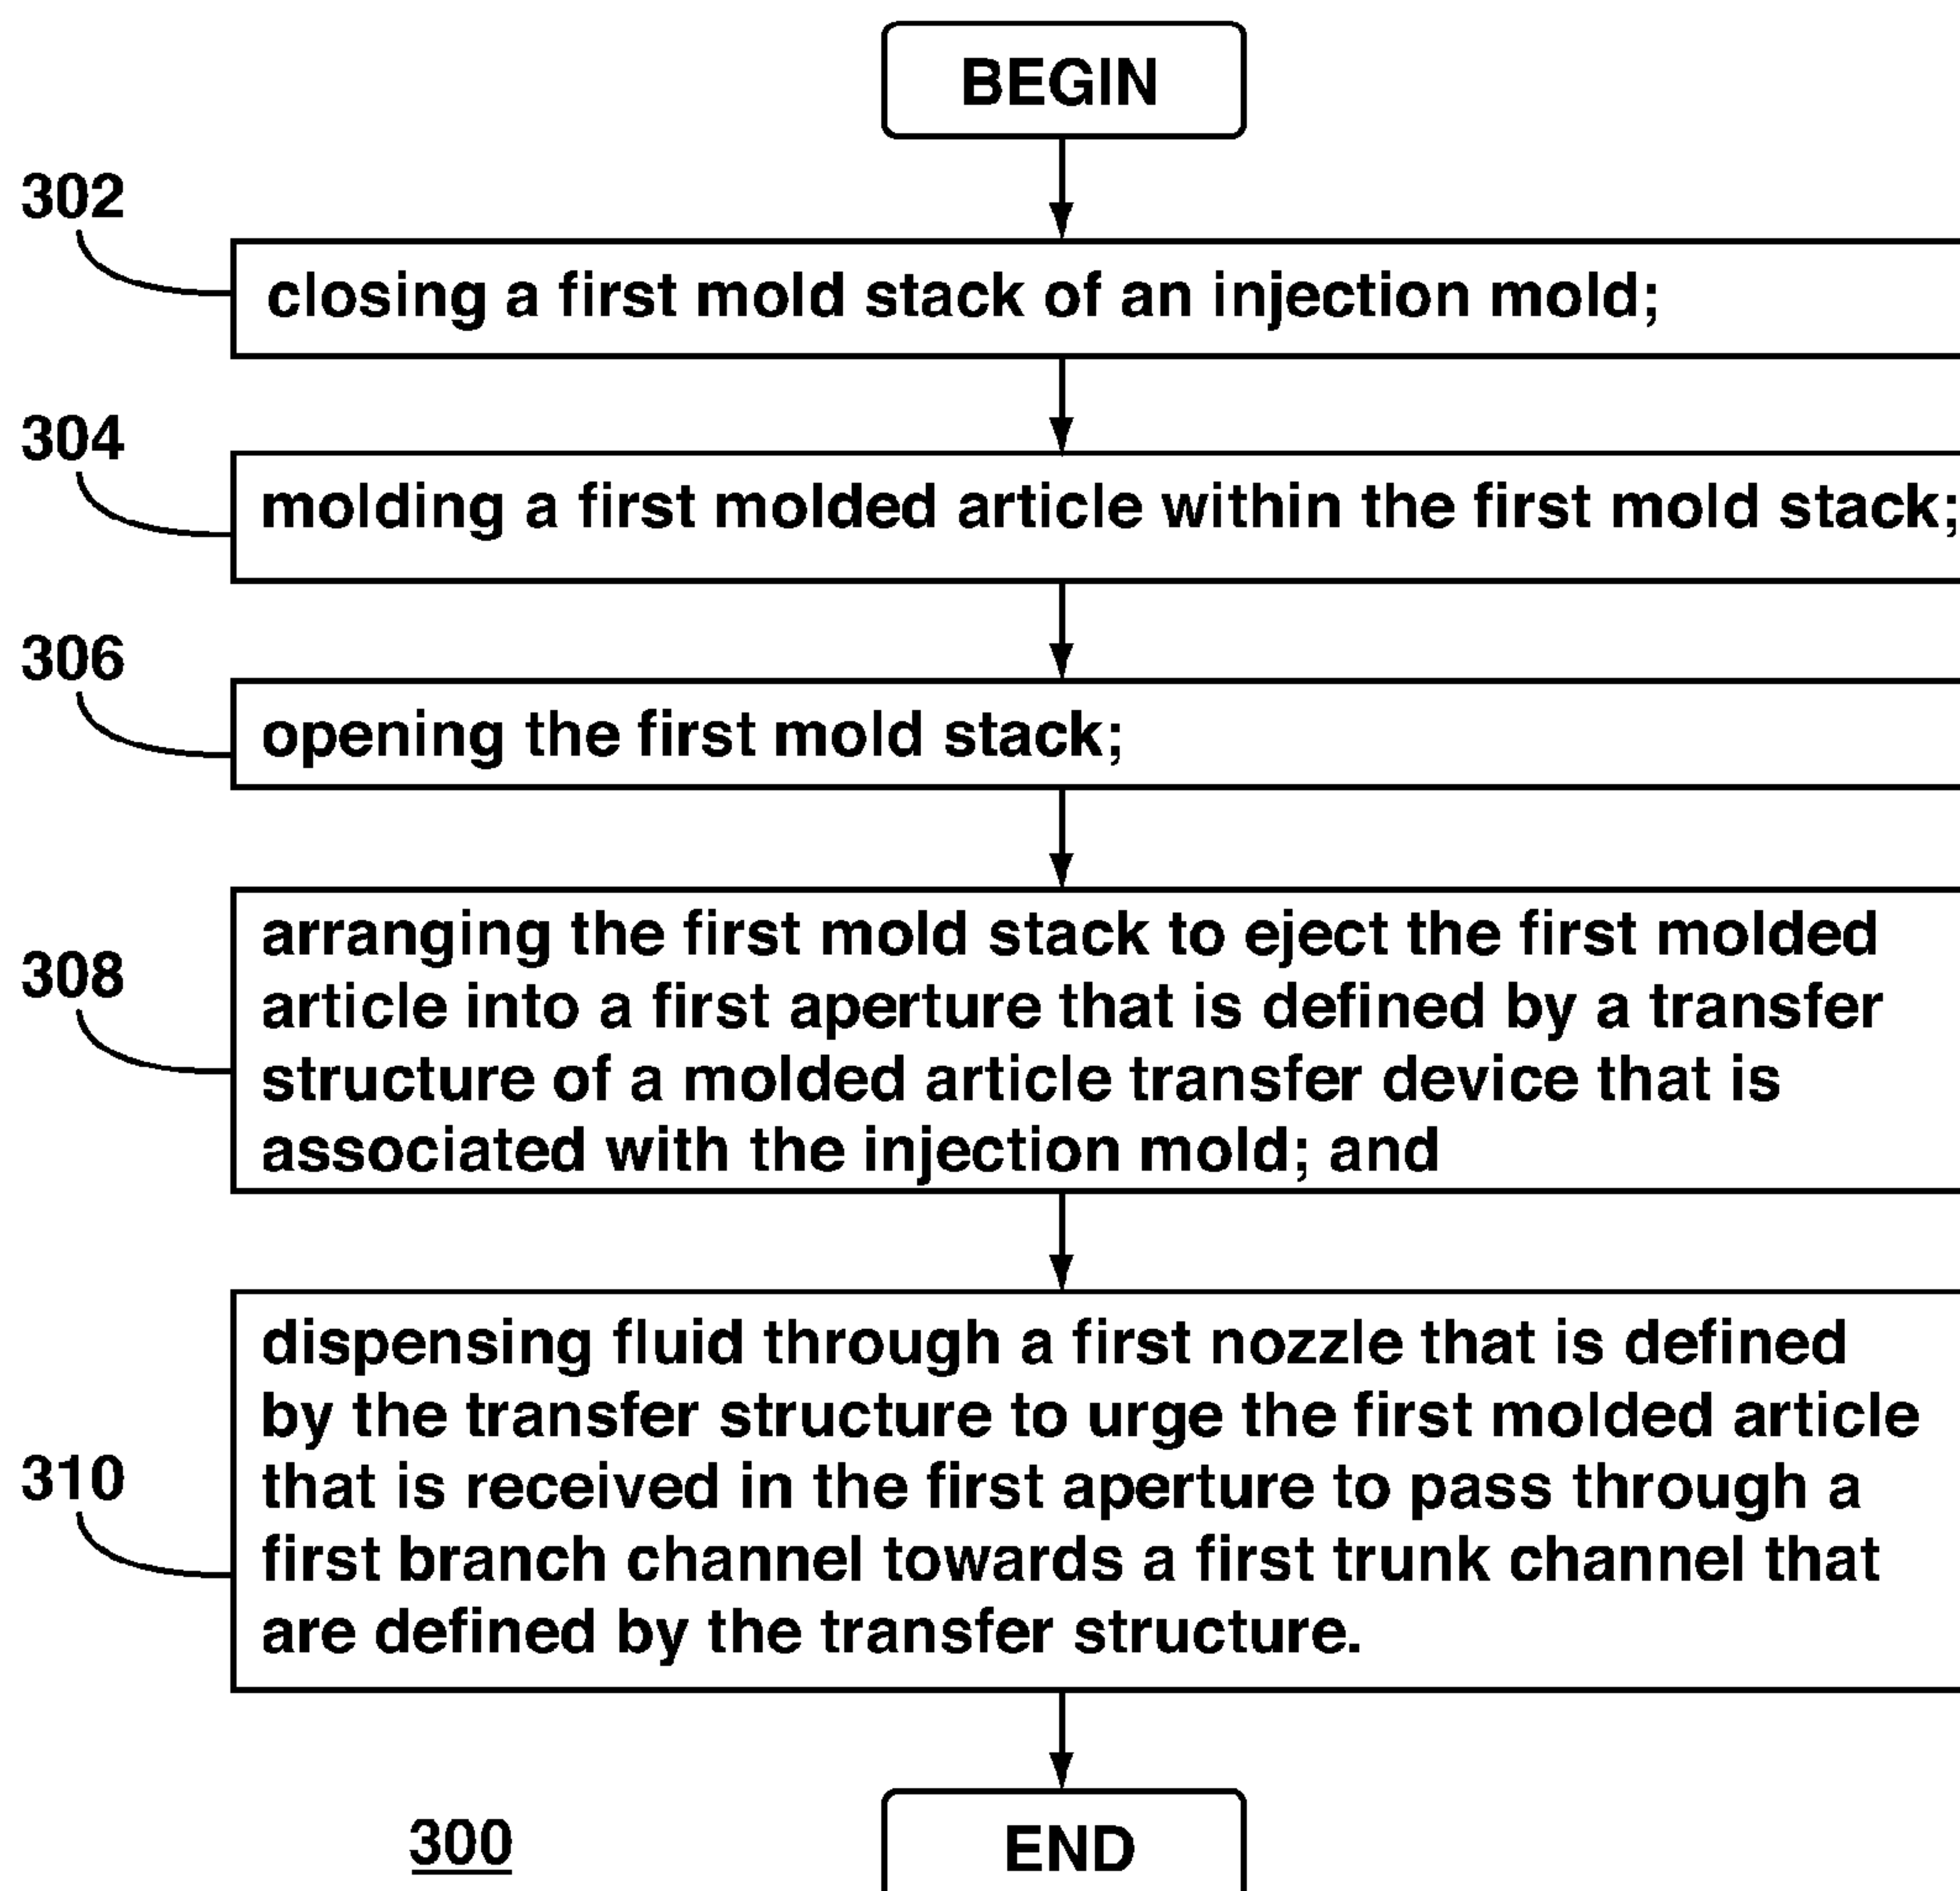 BEGIN
302
closing a first mold stack of an injection mold;
304
molding a first molded article within the first mold stack;
306
opening the first mold stack;
308
arranging the first mold stack to eject the first molded
article into a first aperture that is defined by a transfer
structure of a molded article transfer device that is
associated with the injection mold; and
310
dispensing fluid through a first nozzle that is defined
by the transfer structure to urge the first molded article
that is received in the first aperture to pass through a
first branch channel towards a first trunk channel that
are defined by the transfer structure.
300
END